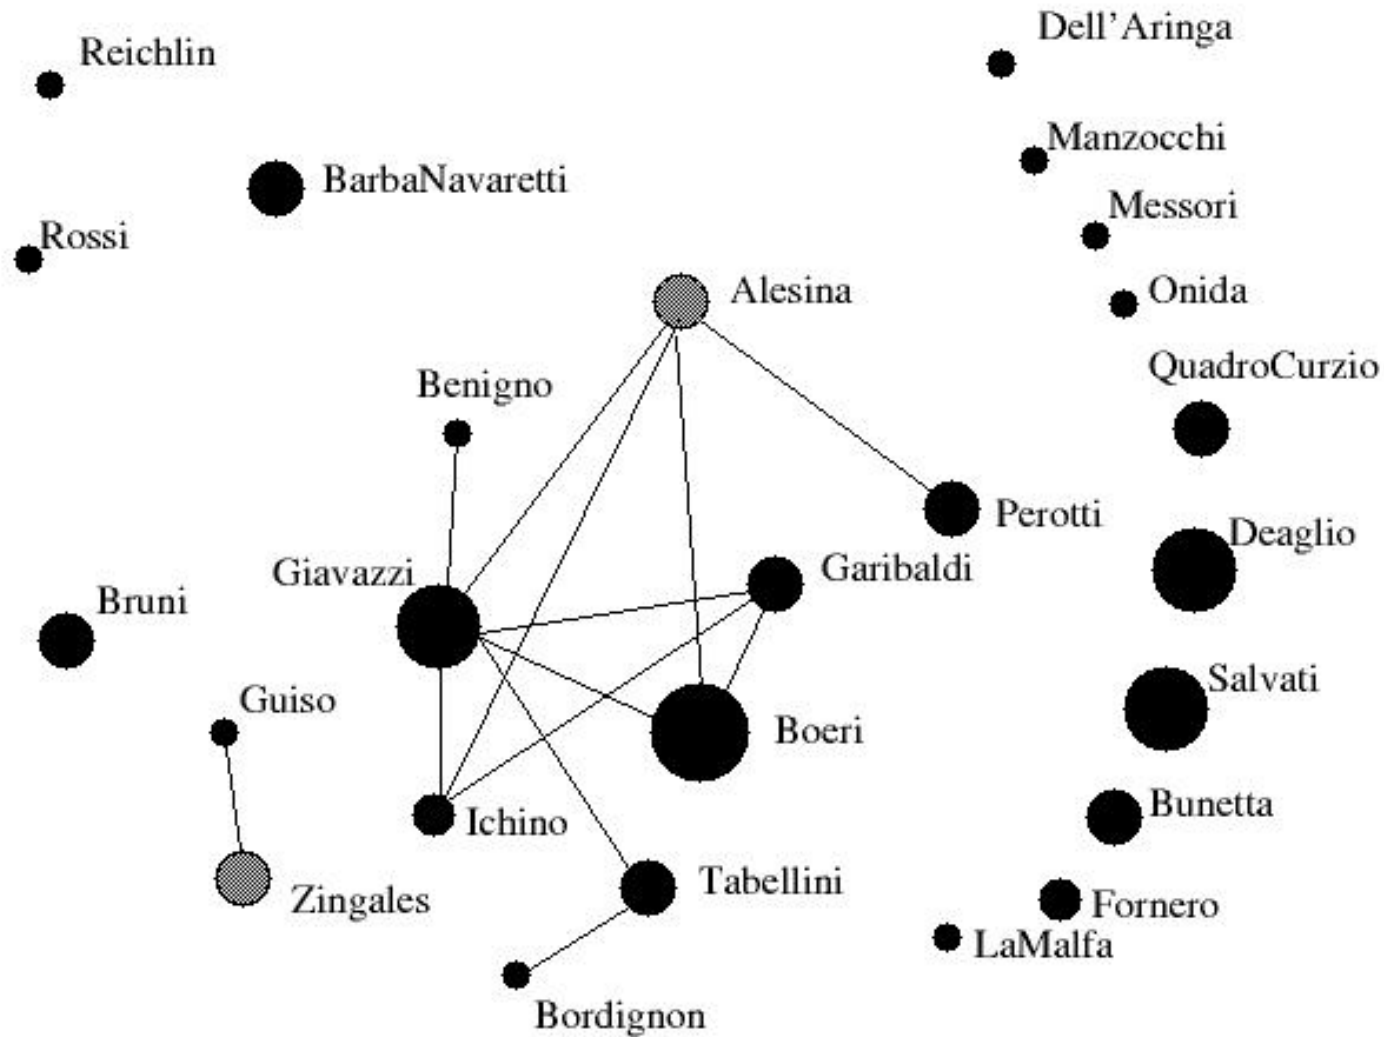 Dell’Aringa
Reichlin
Manzocchi
BarbaNavaretti
Messori
Rossi
Alesina
Onida
QuadroCurzio
Benigno
Perotti
Deaglio
Garibaldi
Giavazzi
Bruni
Salvati
Guiso
Boeri
Bunetta
Ichino
Tabellini
Zingales
Fornero
LaMalfa
Bordignon